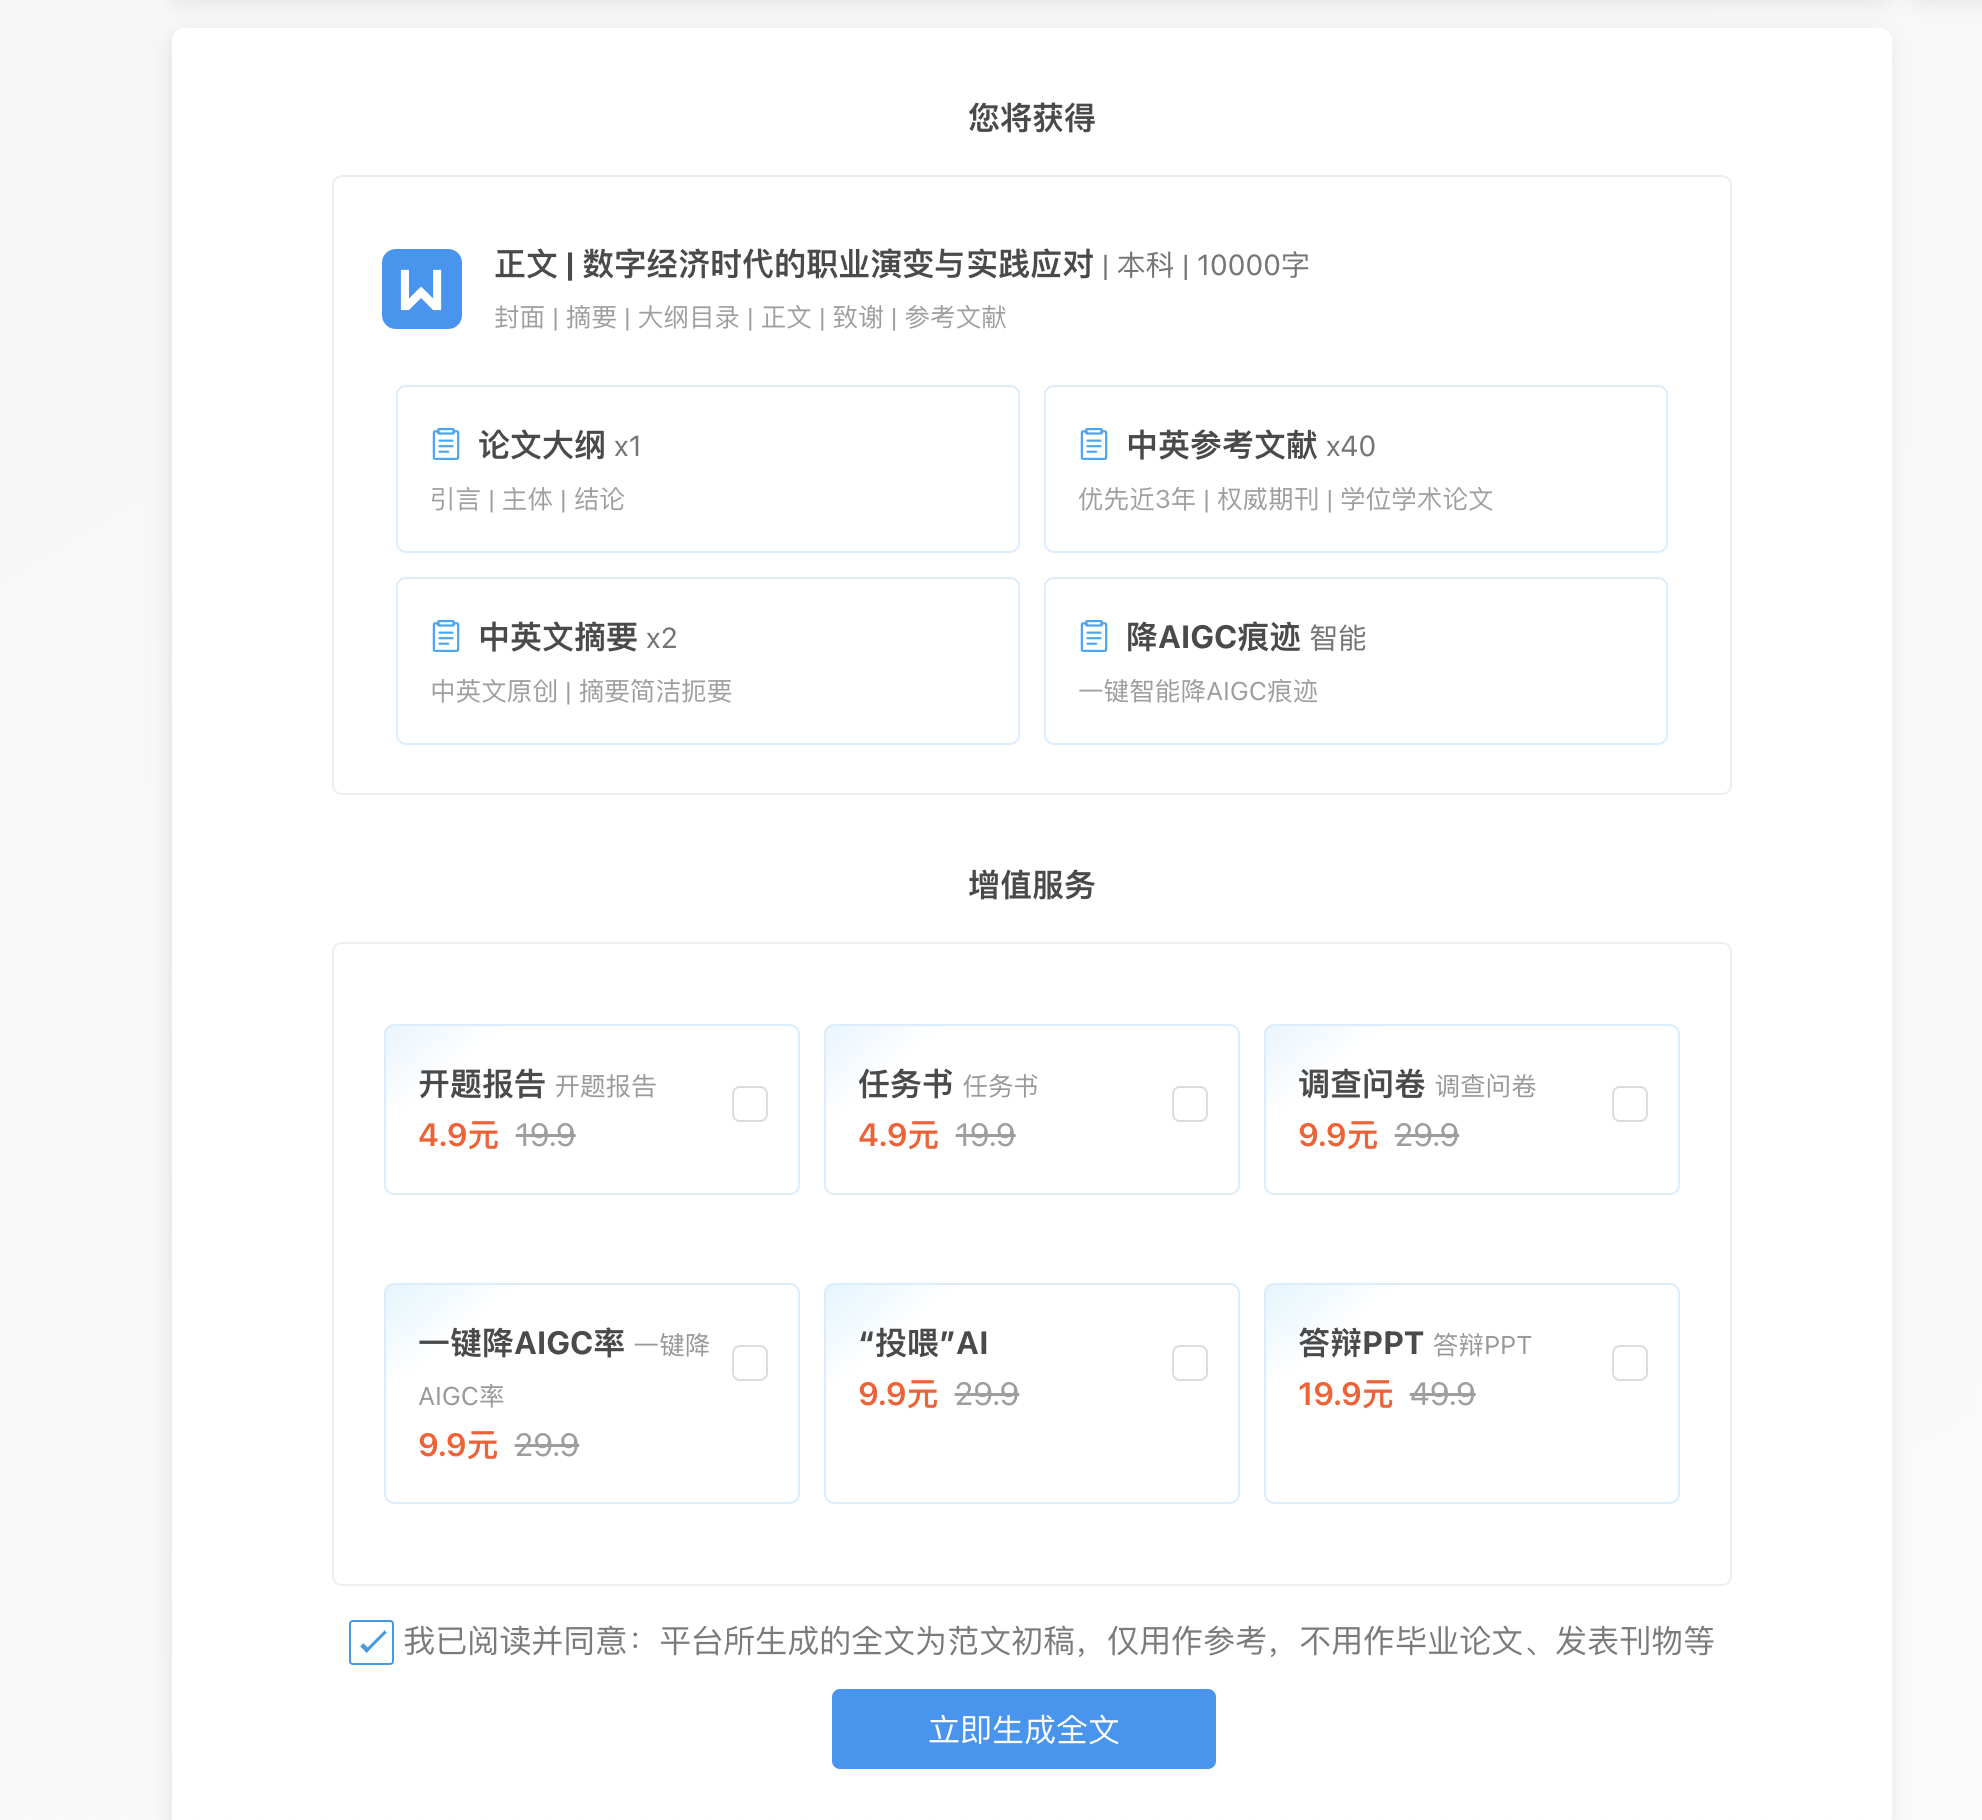 您将获得
正文 | 数字经济时代的职业演变与实践应对 | 本科 | 10000字
封面 | 摘要 | 大纲目录 | 正文 | 致谢 | 参考文献
论文大纲 x1
引言 | 主体 | 结论
中英参考文献 x40
优先近3年 | 权威期刊 | 学位学术论文
中英文摘要 x2
中英文原创 | 摘要简洁扼要
降AIGC痕迹 智能
一键智能降AIGC痕迹
增值服务
开题报告 开题报告
4.9元 19.9
任务书 任务书
4.9元 19.9
调查问卷 调查问卷
9.9元 29.9
一键降AIGC率 一键降
AIGC率
9.9元 29.9
“投喂”AI
9.9元 29.9
答辩PPT 答辩PPT
19.9元 49.9
我已阅读并同意：平台所生成的全文为范文初稿，仅用作参考，不用作毕业论文、发表刊物等
立即生成全文